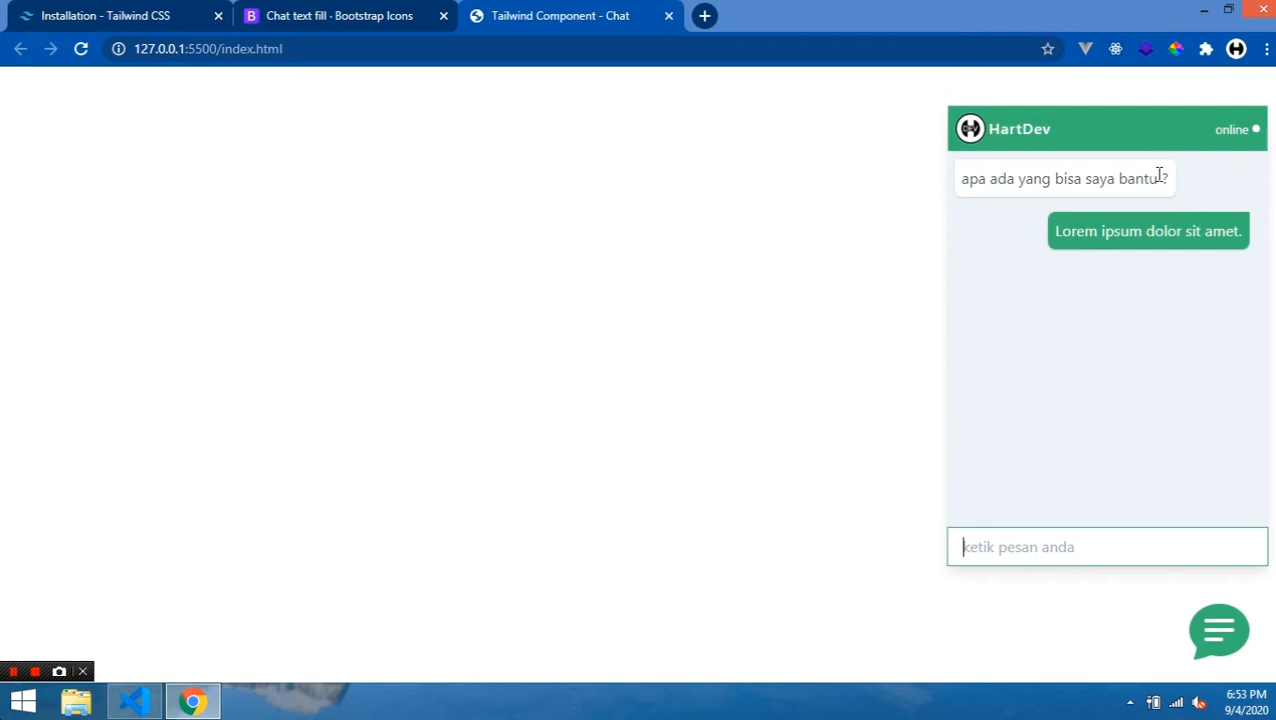 Installation - Tailwind CSS
Chat text fill · Bootstrap Icons
Tailwind Component - Chat
127.0.0.1:5500/index.html
HartDev
online
apa ada yang bisa saya bantu ?
Lorem ipsum dolor sit amet.
ketik pesan anda
6:53 PM
9/4/2020